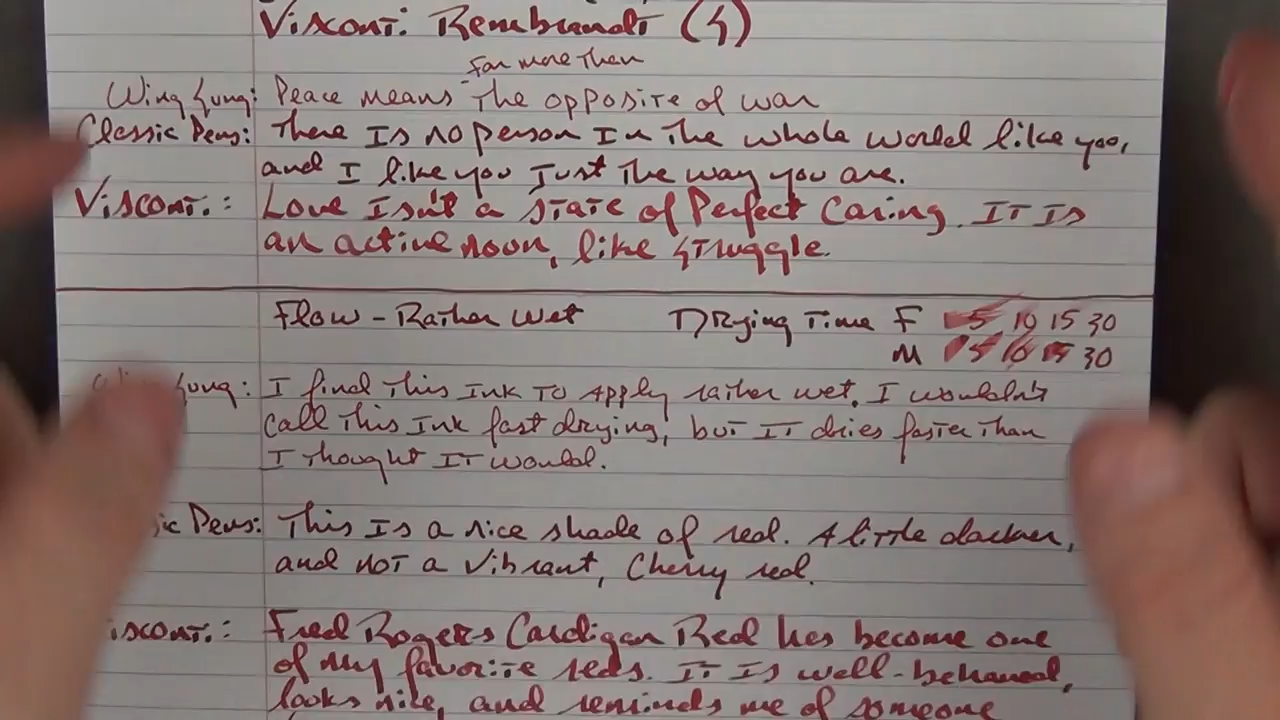 Visconti Rembrandt (S)
far more than
Wing Sung: Peace means the opposite of war
Classic Pens: There Is no person In the whole world like you,
and I like you Just the way you are.
Visconti: Love Isn't a state of Perfect Caring. It Is
an active noun, like struggle.
Flow - Rather Wet Drying Time F 5 10 15 30
M 5 10 15 30
Sung: I find this Ink To Apply rather wet. I wouldn't
call this Ink fast drying, but It dries faster than
I thought It would.
ic Pens: This Is a nice shade of red. A little darker,
and not a vibrant, Cherry red.
isconti: Fred Rogers Cardigan Red has become one
of my favorite reds. It Is well-behaved,
looks nice, and reminds me of someone